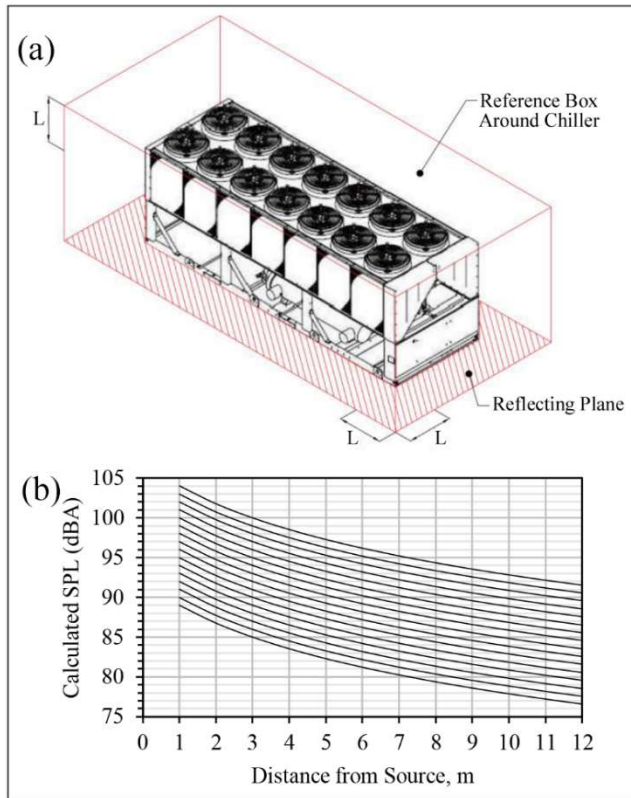 (a)
L
Reference Box
Around Chiller
Reflecting Plane
L
L
(b)
Calculated SPL (dBA)
105
100
95
90
85
80
75
0 1 2 3 4 5 6 7 8 9 10 11 12
Distance from Source, m